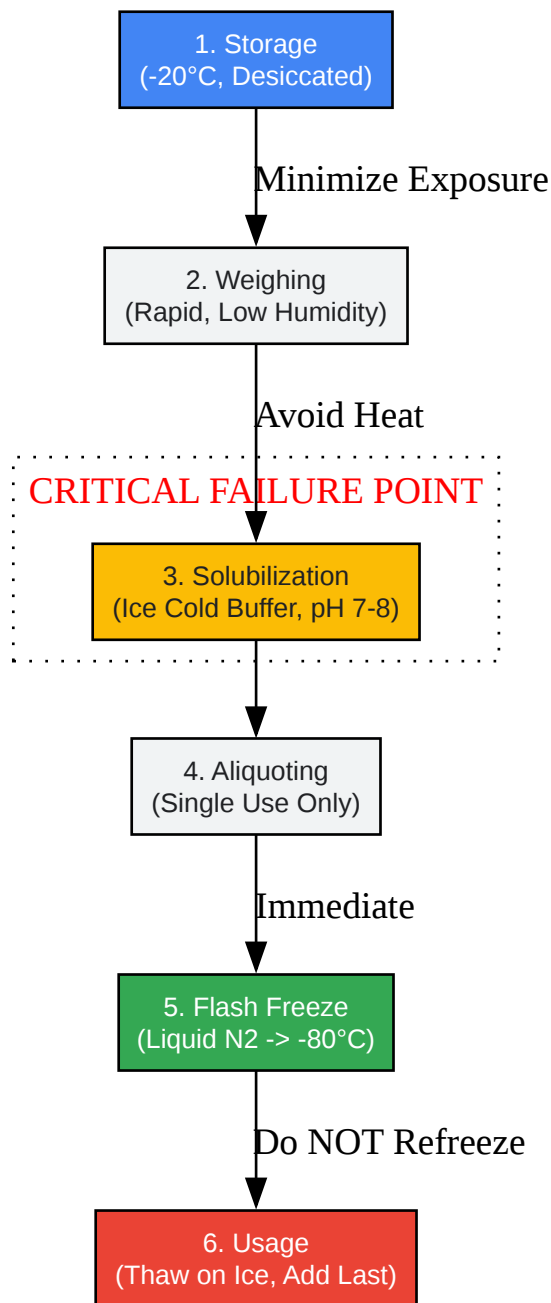 1. Storage
(-20°C, Desiccated)
Minimize Exposure
2. Weighing
(Rapid, Low Humidity)
Avoid Heat
CRITICAL FAILURE POINT
3. Solubilization
(Ice Cold Buffer, pH 7-8)
4. Aliquoting
(Single Use Only)
Immediate
5. Flash Freeze
(Liquid N2 -> -80°C)
Do NOT Refreeze
6. Usage
(Thaw on Ice, Add Last)